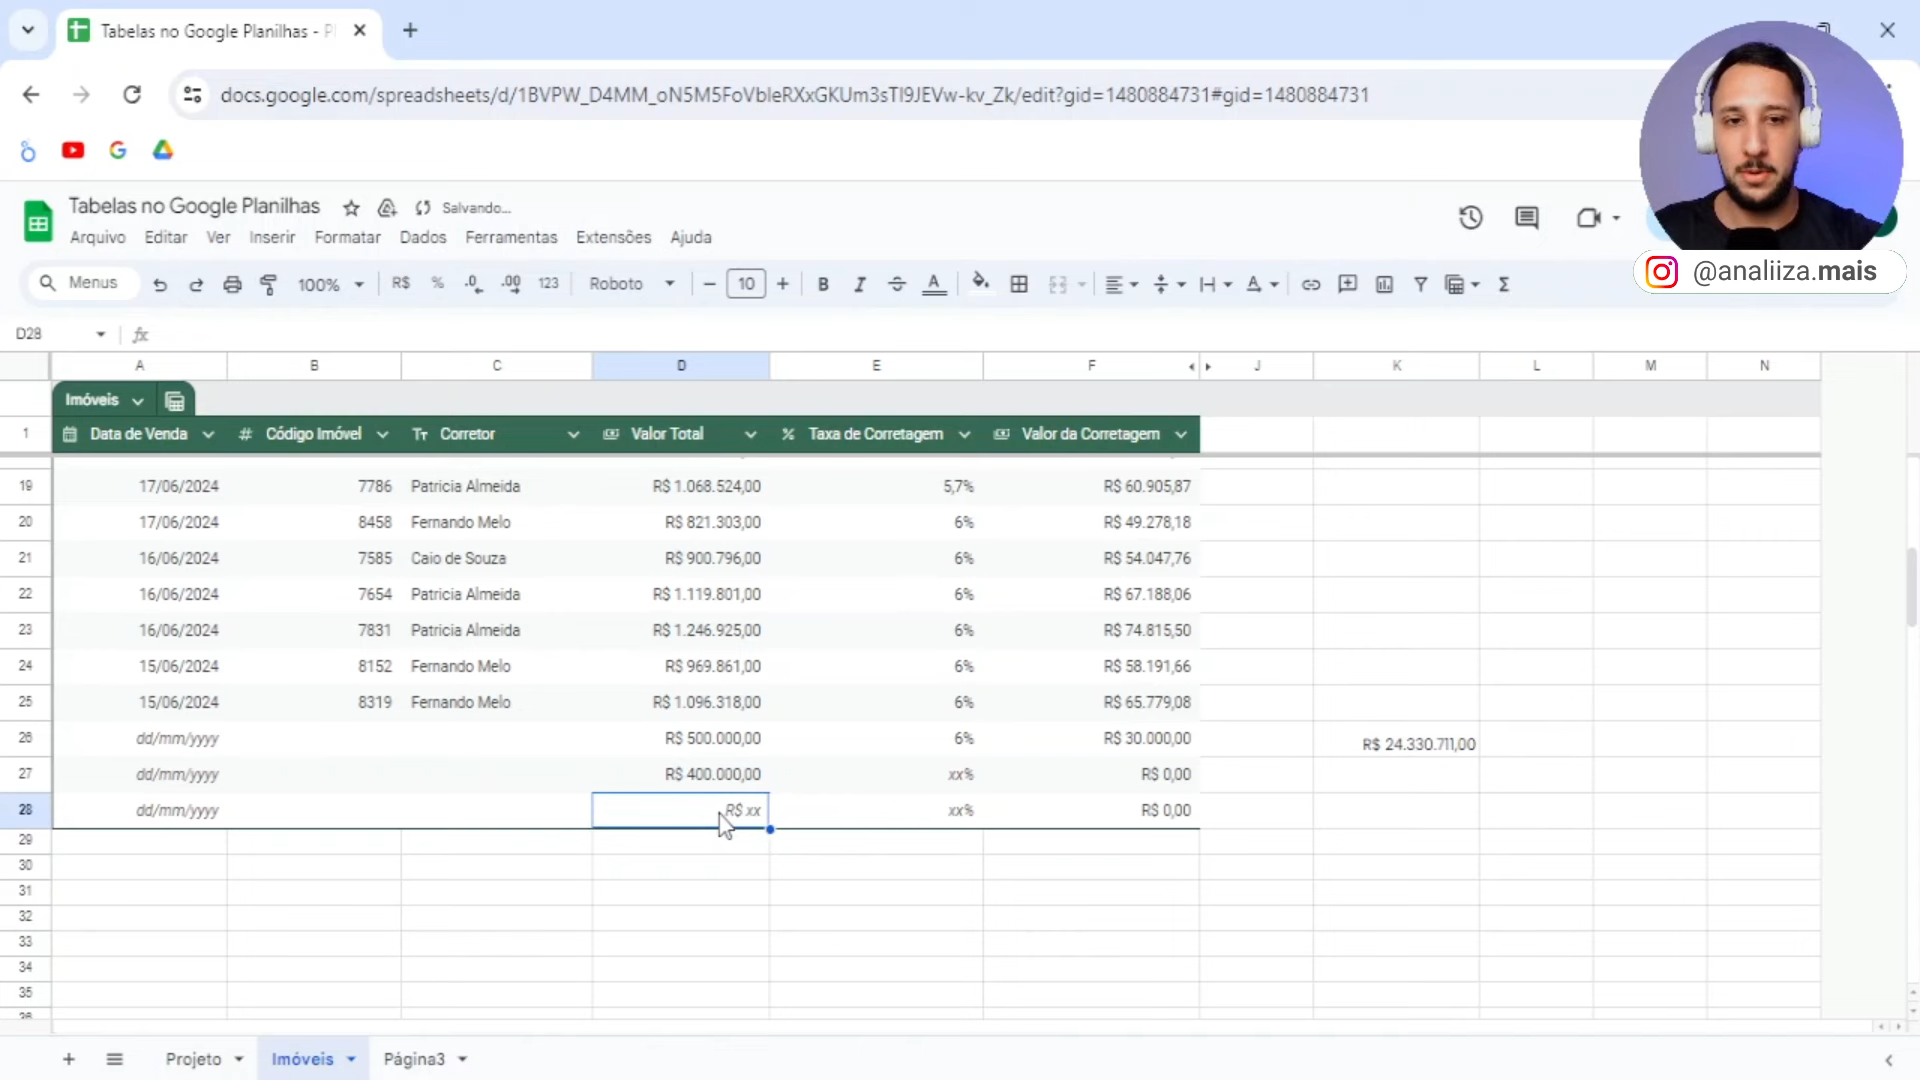 Tabelas no Google Planilhas - P
docs.google.com/spreadsheets/d/1BVPW_D4MM_oN5M5FoVbleRXxGKUm3sTI9JEVw-kv_Zk/edit?gid=1480884731#gid=1480884731
Tabelas no Google Planilhas Salvando...
Arquivo Editar Ver Inserir Formatar Dados Ferramentas Extensões Ajuda
@analiiza.mais
Menus 100% R$ % .0 .00 123 Roboto 10 B I A Σ
D28 fx
A B C D E F J K L M N
Imóveis
1 Data de Venda # Código Imóvel Tт Corretor Valor Total % Taxa de Corretagem Valor da Corretagem
19 17/06/2024 7786 Patricia Almeida R$ 1.068.524,00 5,7% R$ 60.905,87
20 17/06/2024 8458 Fernando Melo R$ 821.303,00 6% R$ 49.278,18
21 16/06/2024 7585 Caio de Souza R$ 900.796,00 6% R$ 54.047,76
22 16/06/2024 7654 Patricia Almeida R$ 1.119.801,00 6% R$ 67.188,06
23 16/06/2024 7831 Patricia Almeida R$ 1.246.925,00 6% R$ 74.815,50
24 15/06/2024 8152 Fernando Melo R$ 969.861,00 6% R$ 58.191,66
25 15/06/2024 8319 Fernando Melo R$ 1.096.318,00 6% R$ 65.779,08
26 dd/mm/yyyy R$ 500.000,00 6% R$ 30.000,00 R$ 24.330.711,00
27 dd/mm/yyyy R$ 400.000,00 xx% R$ 0,00
28 dd/mm/yyyy R$ xx xx% R$ 0,00
29
30
31
32
33
34
35
Projeto Imóveis Página3